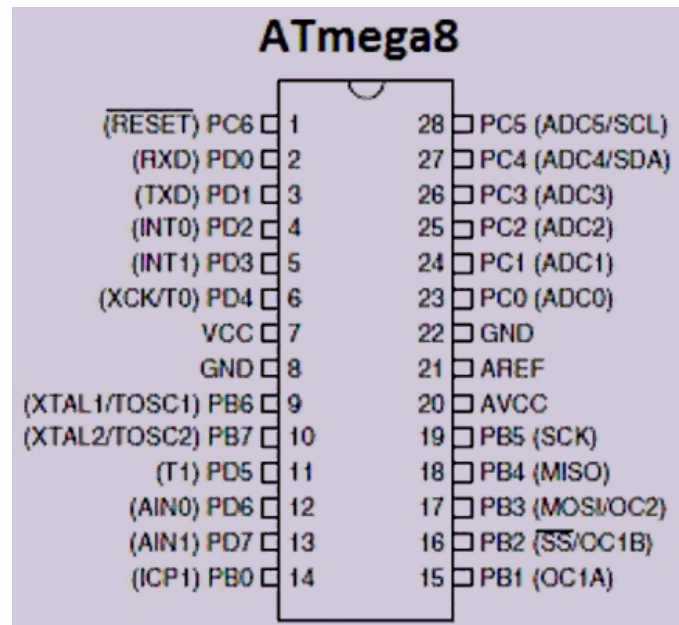 ATmega8
(RESET) PC6 1 28 PC5 (ADC5/SCL)
(RXD) PD0 2 27 PC4 (ADC4/SDA)
(TXD) PD1 3 26 PC3 (ADC3)
(INT0) PD2 4 25 PC2 (ADC2)
(INT1) PD3 5 24 PC1 (ADC1)
(XCK/T0) PD4 6 23 PC0 (ADC0)
VCC 7 22 GND
GND 8 21 AREF
(XTAL1/TOSC1) PB6 9 20 AVCC
(XTAL2/TOSC2) PB7 10 19 PB5 (SCK)
(T1) PD5 11 18 PB4 (MISO)
(AIN0) PD6 12 17 PB3 (MOSI/OC2)
(AIN1) PD7 13 16 PB2 (SS/OC1B)
(ICP1) PB0 14 15 PB1 (OC1A)